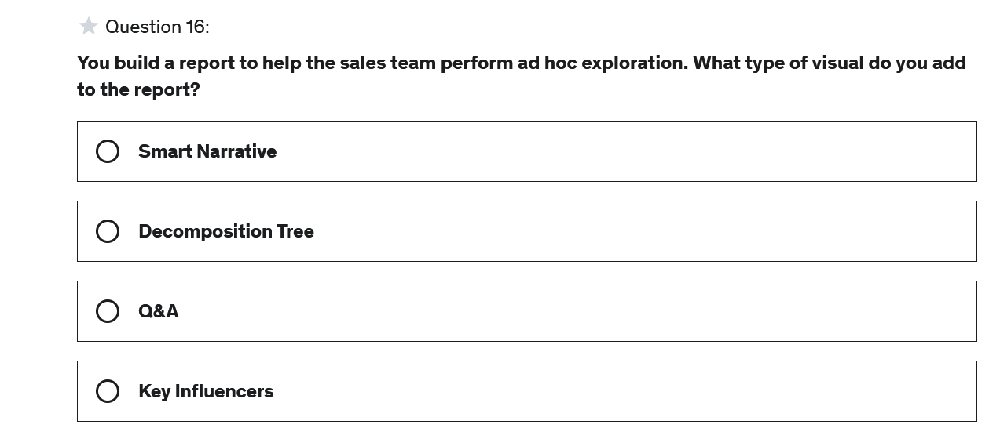 Question 16:
You build a report to help the sales team perform ad hoc exploration. What type of visual do you add
to the report?
Smart Narrative
Decomposition Tree
Q&A
Key Influencers